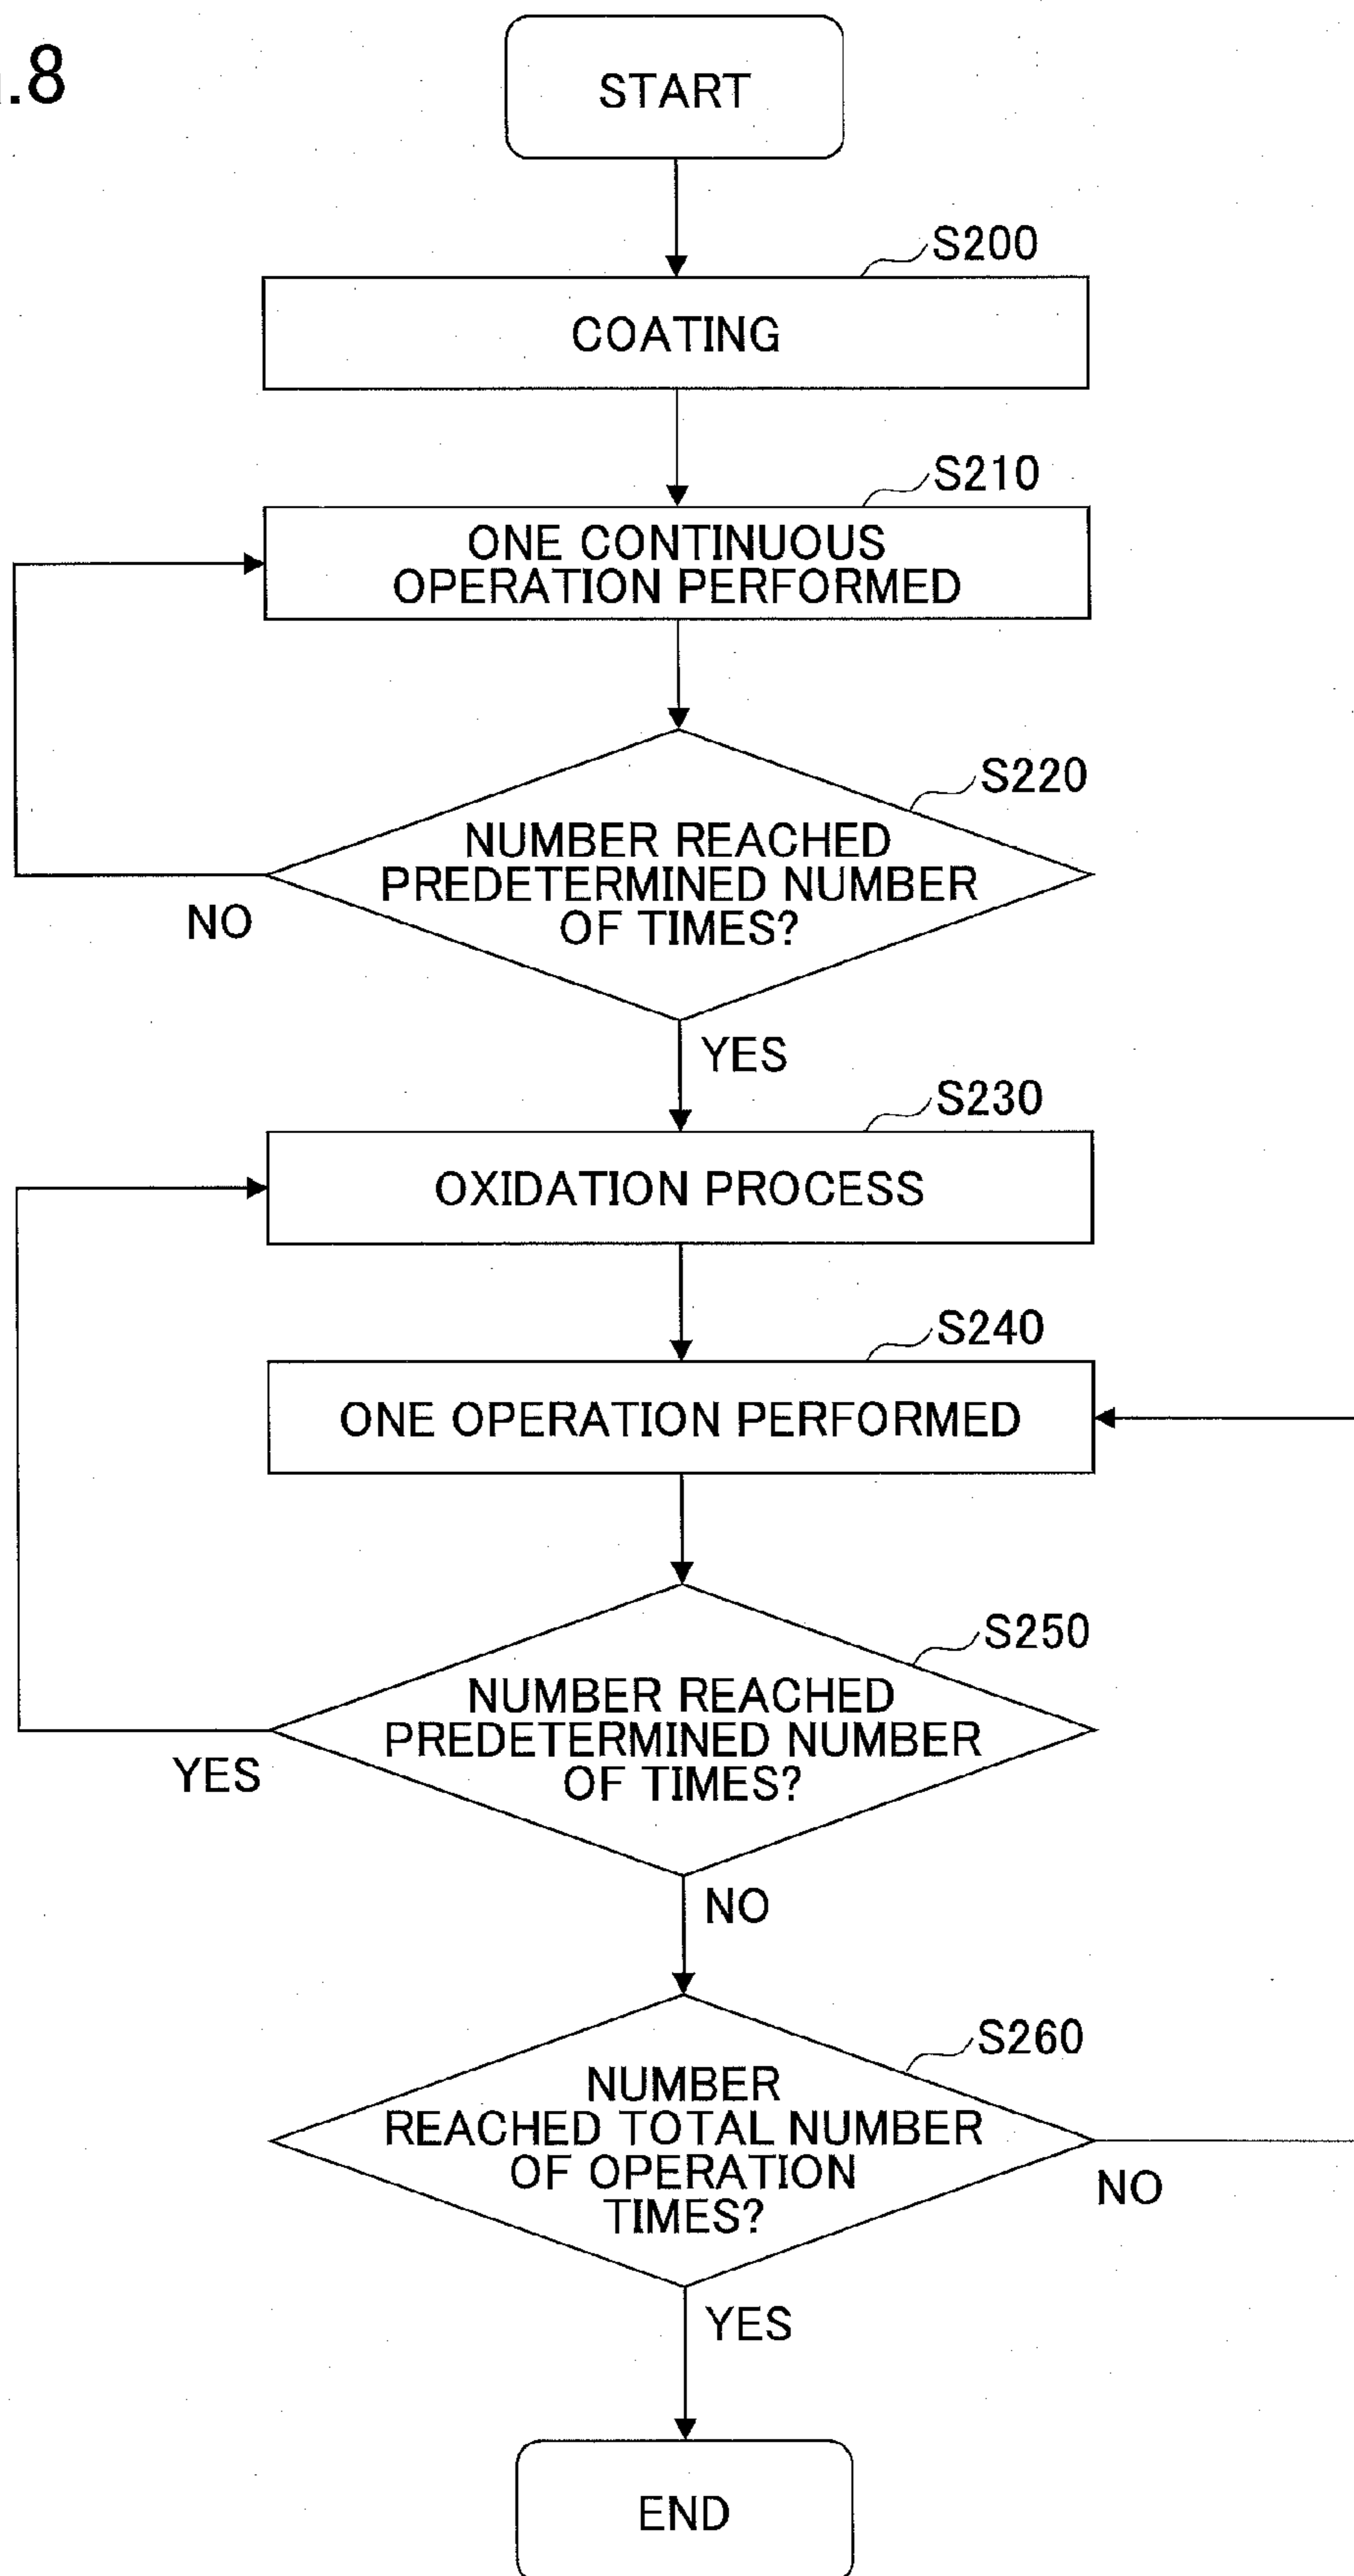 .8
START
S200
COATING
S210
ONE CONTINUOUS
OPERATION PERFORMED
S220
NUMBER REACHED
PREDETERMINED NUMBER
OF TIMES?
NO
YES
S230
OXIDATION PROCESS
S240
ONE OPERATION PERFORMED
S250
NUMBER REACHED
PREDETERMINED NUMBER
OF TIMES?
YES
NO
S260
NUMBER
REACHED TOTAL NUMBER
OF OPERATION
TIMES?
NO
YES
END